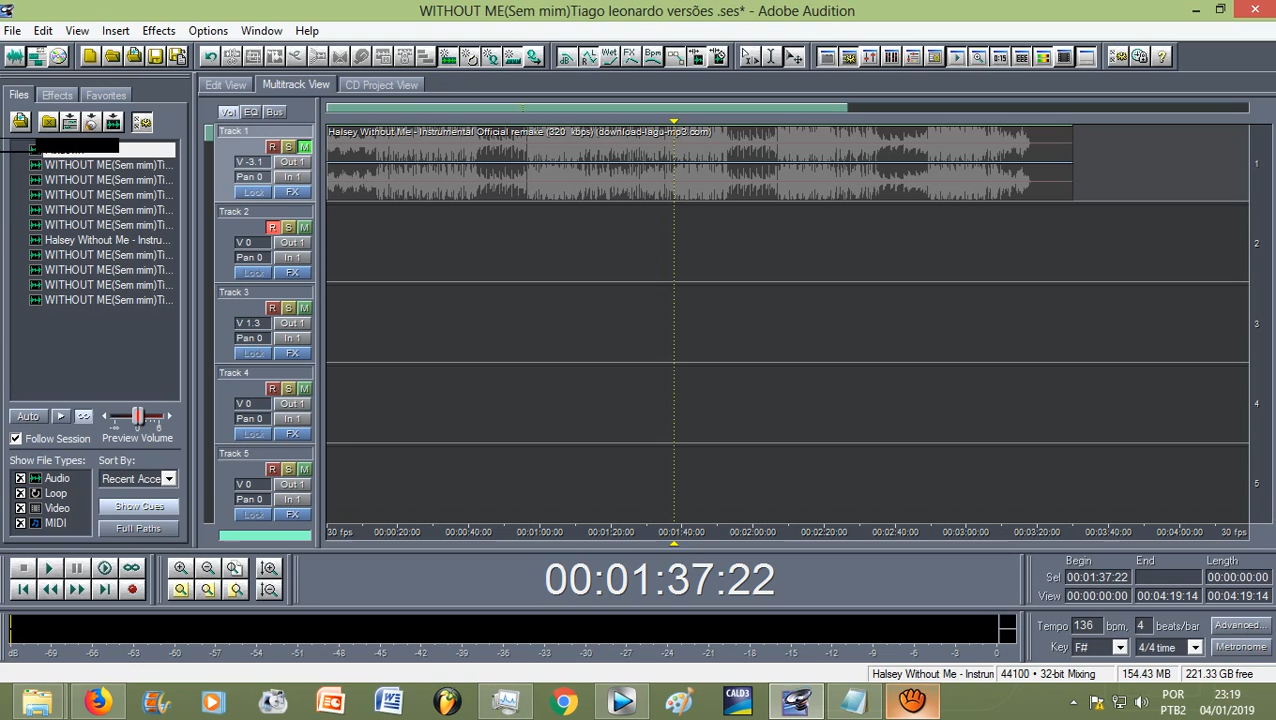 WITHOUT ME(Sem mim)Tiago leonardo versões .ses* - Adobe Audition
File Edit View Insert Effects Options Window Help
Wet FX Bpm 0:15
Files Effects Favorites
Edit View Multitrack View CD Project View
Vol EQ Bus
WITHOUT ME(Sem mim)Ti...
WITHOUT ME(Sem mim)Ti...
WITHOUT ME(Sem mim)Ti...
WITHOUT ME(Sem mim)Ti...
WITHOUT ME(Sem mim)Ti...
Halsey Without Me - Instru...
WITHOUT ME(Sem mim)Ti...
WITHOUT ME(Sem mim)Ti...
WITHOUT ME(Sem mim)Ti...
WITHOUT ME(Sem mim)Ti...
Auto
Follow Session Preview Volume
Show File Types: Sort By:
Audio Recent Acce
Loop
Video Show Cues
MIDI Full Paths
Track 1
R S M
V -3.1 Out 1
Pan 0 In 1
Lock FX
Halsey Without Me - Instrumental Official remake (320 kbps) (download-lagu-mp3.com)
1
Track 2
R S M
V 0 Out 1
Pan 0 In 1
Lock FX
2
Track 3
R S M
V 1.3 Out 1
Pan 0 In 1
Lock FX
3
Track 4
R S M
V 0 Out 1
Pan 0 In 1
Lock FX
4
Track 5
R S M
V 0 Out 1
Pan 0 In 1
Lock FX
5
30 fps 00:00:20:00 00:00:40:00 00:01:00:00 00:01:20:00 00:01:40:00 00:02:00:00 00:02:20:00 00:02:40:00 00:03:00:00 00:03:20:00 00:03:40:00 00:04:00:00 30 fps
00:01:37:22
Begin End Length
Sel 00:01:37:22 00:00:00:00
View 00:00:00:00 00:04:19:14 00:04:19:14
dB -69 -66 -63 -60 -57 -54 -51 -48 -45 -42 -39 -36 -33 -30 -27 -24 -21 -18 -15 -12 -9 -6 -3 0
Tempo 136 bpm, 4 beats/bar Advanced...
Key F# 4/4 time Metronome
Halsey Without Me - Instrun 44100 • 32-bit Mixing 154.43 MB 221.33 GB free
CALD3
POR 23:19
PTB2 04/01/2019